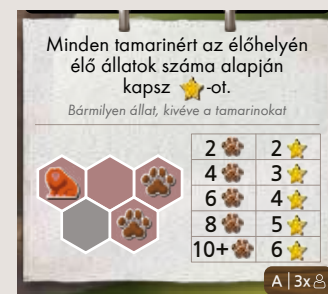 Minden tamarinért az élőhelyén
élő állatok száma alapján
kapsz -ot.
Bármilyen állat, kivéve a tamarinokat
2 2
4 3
6 4
8 5
10+ 6
A | 3x